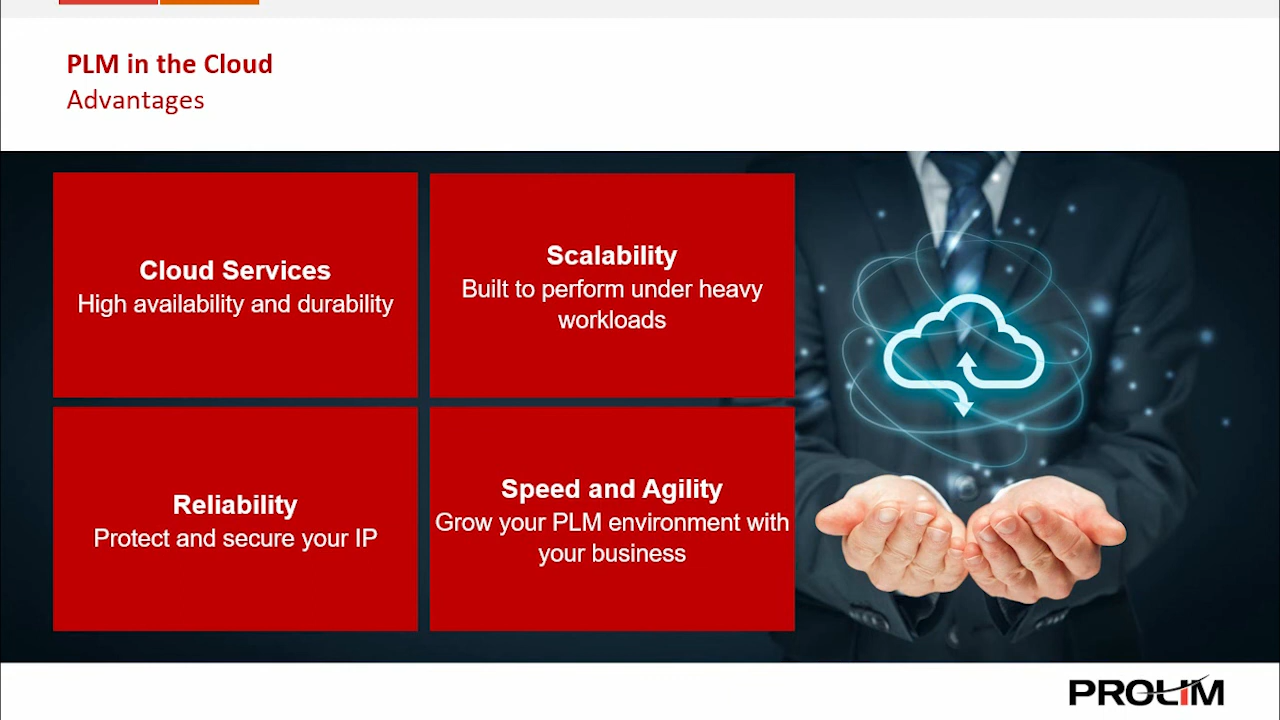 PLM in the Cloud
Advantages
Cloud Services
High availability and durability
Scalability
Built to perform under heavy
workloads
Reliability
Protect and secure your IP
Speed and Agility
Grow your PLM environment with
your business
PROLIM